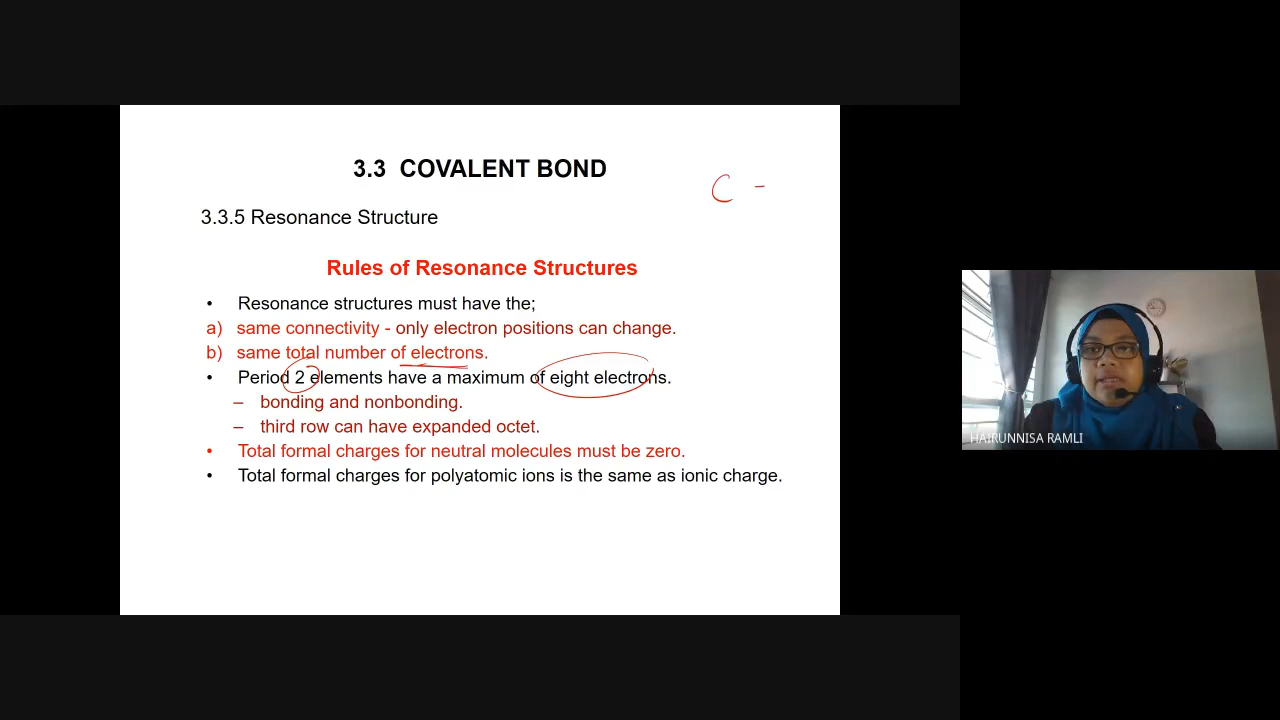 3.3 COVALENT BOND
C -
3.3.5 Resonance Structure
Rules of Resonance Structures
• Resonance structures must have the;
a) same connectivity - only electron positions can change.
b) same total number of electrons.
• Period 2 elements have a maximum of eight electrons.
– bonding and nonbonding.
– third row can have expanded octet.
• Total formal charges for neutral molecules must be zero.
• Total formal charges for polyatomic ions is the same as ionic charge.
HAIRUNNISA RAMLI